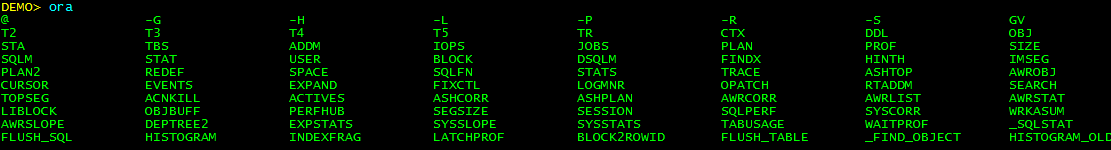 DEMO> ora
@ -G -H -L -P -R -S GV
T2 T3 T4 T5 TR CTX DDL OBJ
STA TBS ADDM IOPS JOBS PLAN PROF SIZE
SQLM STAT USER BLOCK DSQLM FINDX HINTH IMSEG
PLAN2 REDEF SPACE SQLFN STATS TRACE ASHTOP AWROBJ
CURSOR EVENTS EXPAND FIXCTL LOGMNR OPATCH RTADDM SEARCH
TOPSEG ACNKILL ACTIVES ASHCORR ASHPLAN AWRCORR AWRLIST AWRSTAT
LIBLOCK OBJBUFF PERFHUB SEGSIZE SESSION SQLPERF SYSCORR WRKASUM
AWRSLOPE DEPTREE2 EXPSTATS SYSSLOPE SYSSTATS TABUSAGE WAITPROF _SQLSTAT
FLUSH_SQL HISTOGRAM INDEXFRAG LATCHPROF BLOCK2ROWID FLUSH_TABLE _FIND_OBJECT HISTOGRAM_OLD